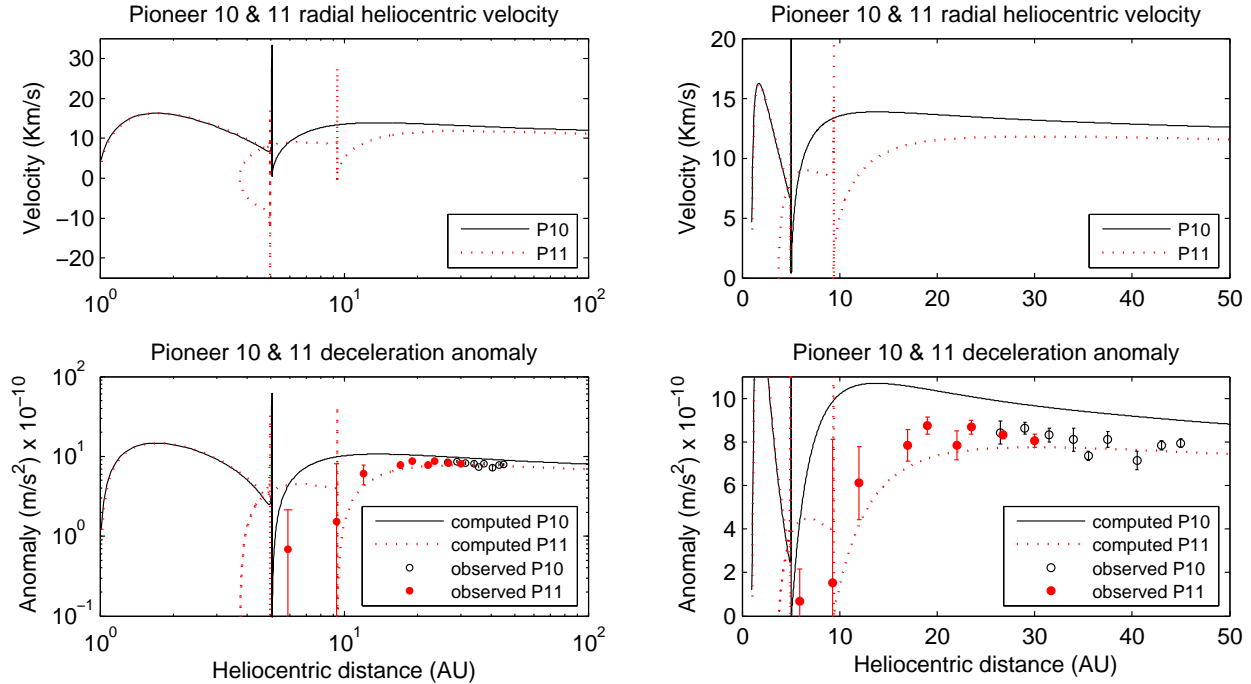 Pioneer 10 & 11 radial heliocentric velocity
Velocity (Km/s)
30
20
10
0
−10
−20
P10
P11
10^0
10^1
10^2
Pioneer 10 & 11 radial heliocentric velocity
Velocity (Km/s)
20
15
10
5
0
P10
P11
0
10
20
30
40
50
Pioneer 10 & 11 deceleration anomaly
Anomaly (m/s^2) x 10^−10
10^2
10^1
10^0
10^−1
computed P10
computed P11
observed P10
observed P11
10^0
10^1
10^2
Heliocentric distance (AU)
Pioneer 10 & 11 deceleration anomaly
Anomaly (m/s^2) x 10^−10
10
8
6
4
2
0
computed P10
computed P11
observed P10
observed P11
0
10
20
30
40
50
Heliocentric distance (AU)